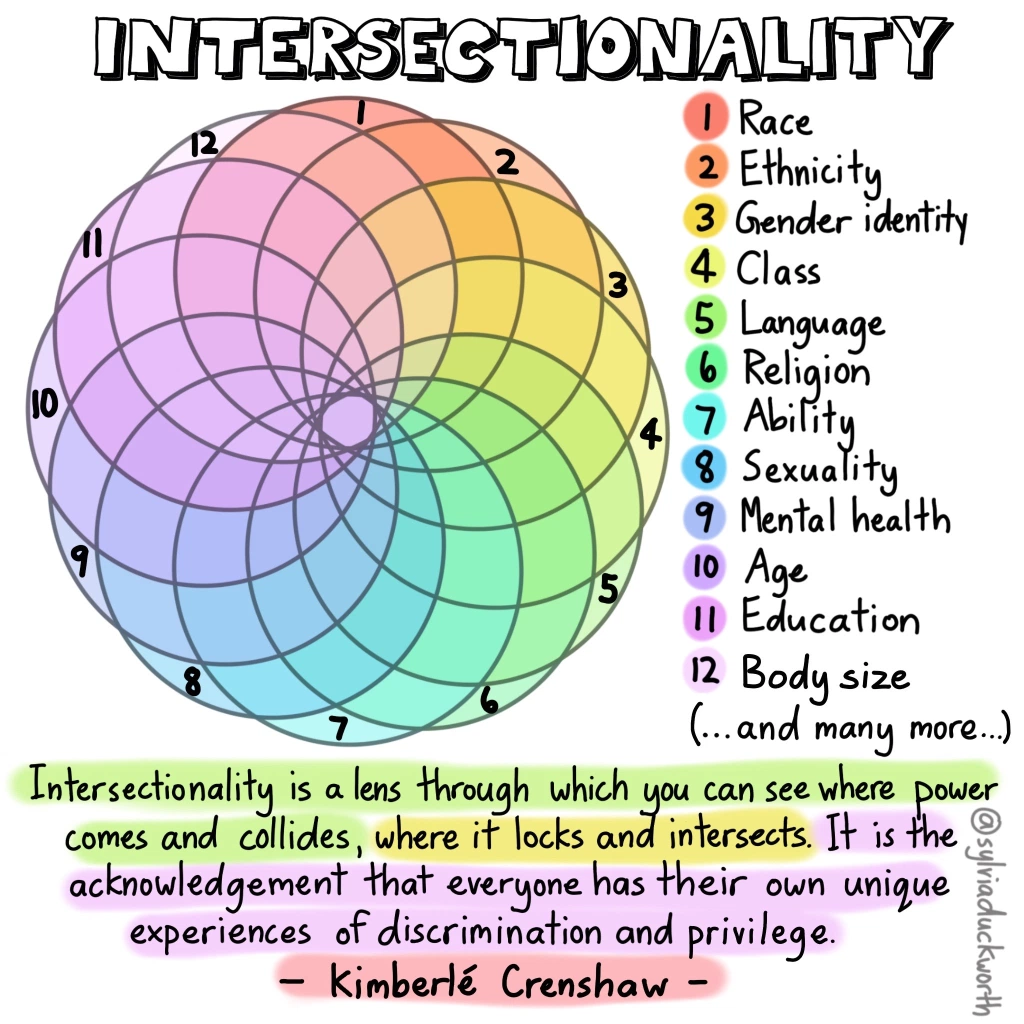 INTERSECTIONALITY
1 Race
2 Ethnicity
3 Gender identity
4 Class
5 Language
6 Religion
7 Ability
8 Sexuality
9 Mental health
10 Age
11 Education
12 Body size
(...and many more...)
1
2
3
4
5
6
7
8
9
10
11
12
Intersectionality is a lens through which you can see where power
comes and collides, where it locks and intersects. It is the
acknowledgement that everyone has their own unique
experiences of discrimination and privilege.
- Kimberlé Crenshaw -
@sylviaduckworth